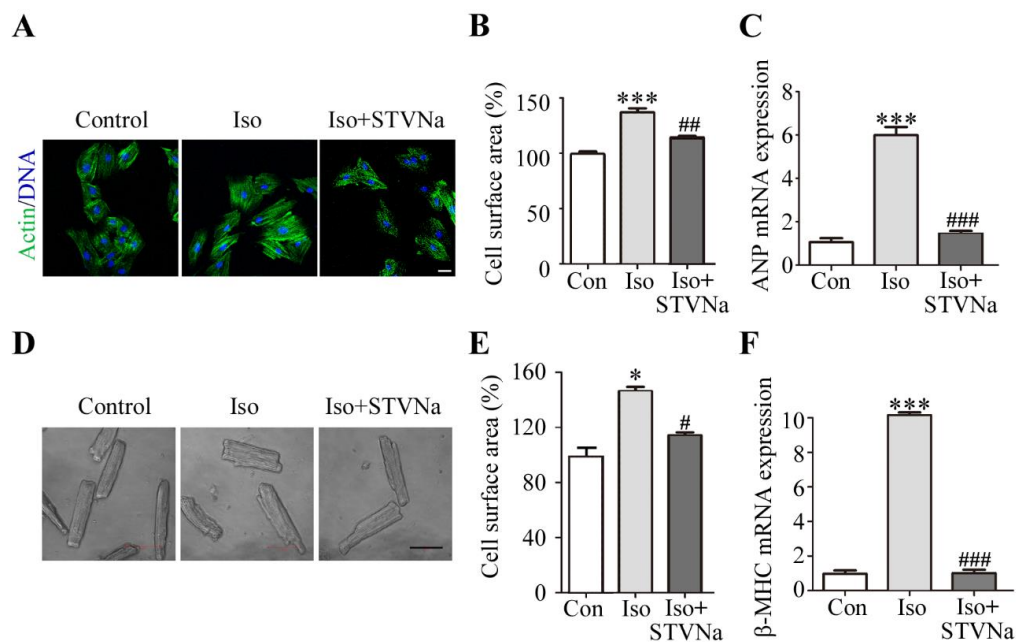 A
Control Iso Iso+STVNa
Actin/DNA
B
Cell surface area (%)
150
100
50
0
***
##
Con Iso Iso+
STVNa
C
ANP mRNA expression
8
6
4
2
0
***
###
Con Iso Iso+
STVNa
D
Control Iso Iso+STVNa
E
Cell surface area (%)
160
120
80
40
0
*
#
Con Iso Iso+
STVNa
F
β-MHC mRNA expression
10
8
6
4
2
0
***
###
Con Iso Iso+
STVNa